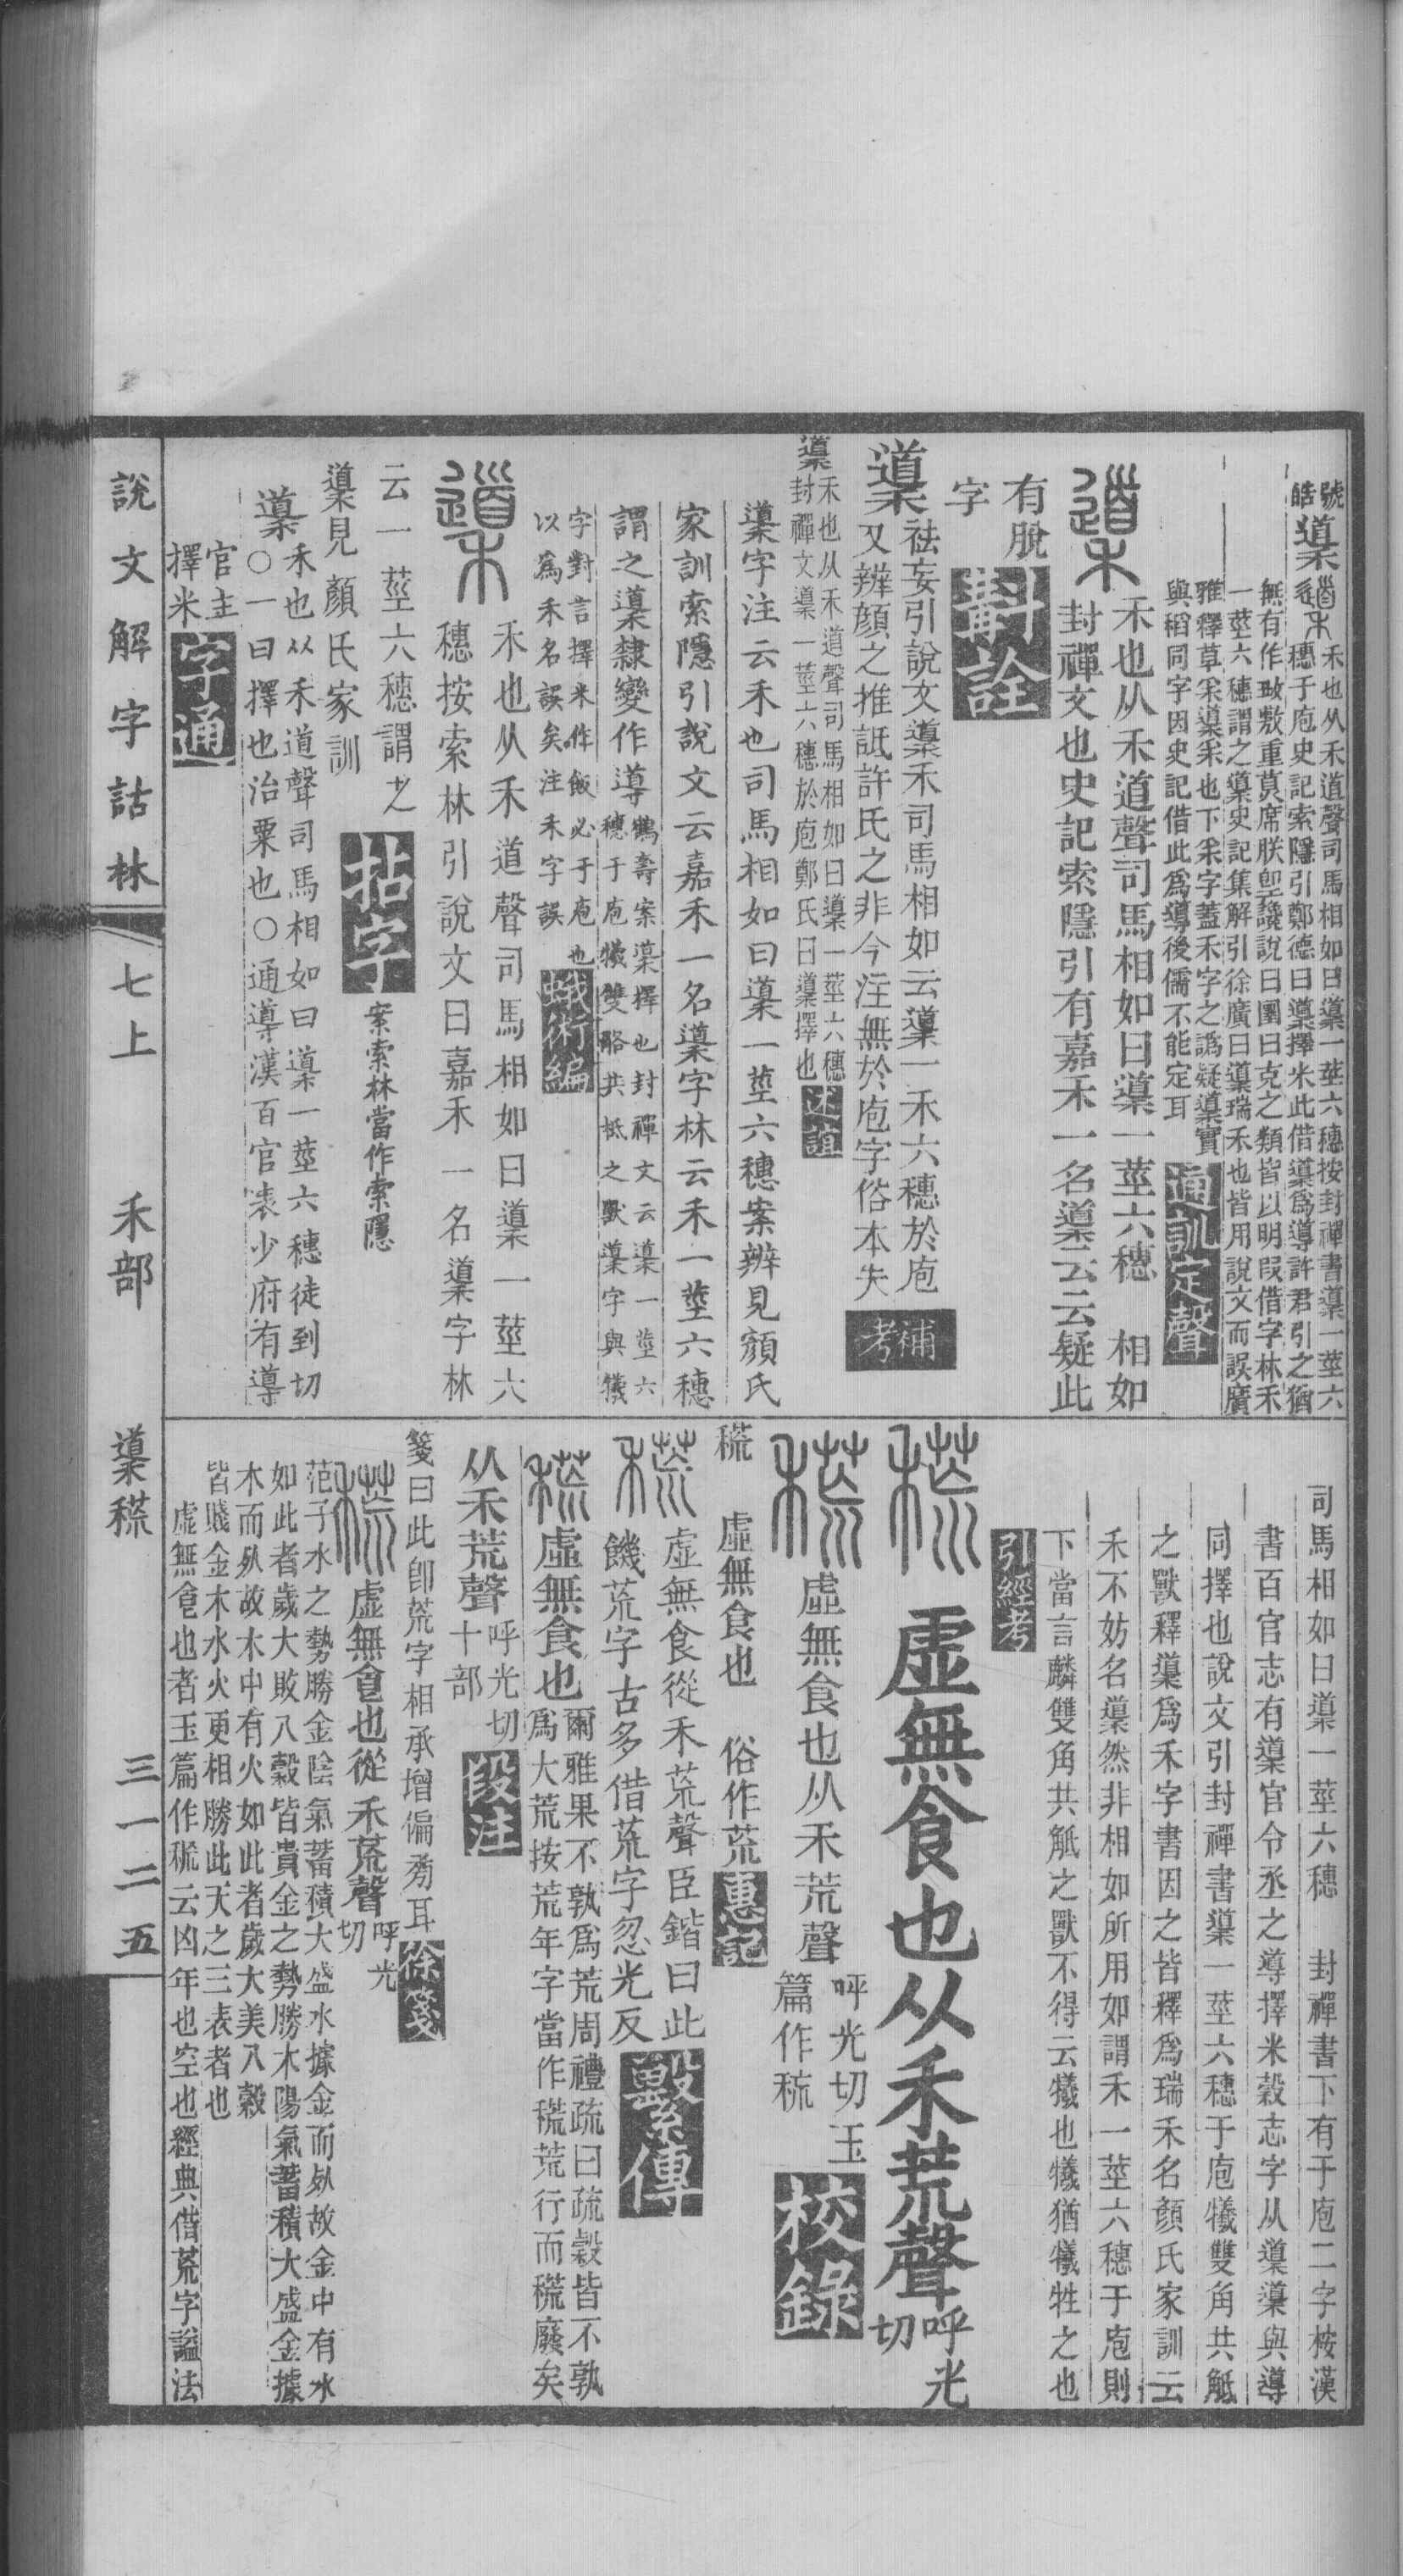 號
皓
䆃
禾也从禾道聲司馬相如曰䆃一莖六穗按封禪書䆃一莖六
穗于庖史記索隱引鄭德曰䆃擇米此借䆃爲導許君引之猶
無有作䟽敷重莫席朕堲讒說曰圛曰克之類皆以明叚借字林禾
一莖六穗謂之䆃史記集解引徐廣曰䆃瑞禾也皆用說文而誤廣
雅釋草采䆃采也下采字蓋禾字之譌疑䆃實
與稻同字因史記借此爲導後儒不能定耳
通訓定聲
禾也从禾道聲司馬相如曰䆃一莖六穗 相如
封禪文也史記索隱引有嘉禾一名䆃云云疑此
有脫
字
斠詮
䆃
祛妄引說文䆃禾司馬相如云䆃一禾六穗於庖
又辨顏之推詆許氏之非今注無於庖字俗本失
補考
䆃
禾也从禾道聲司馬相如曰䆃一莖六穗
封禪文䆃一莖六穗於庖鄭氏曰䆃擇也
述誼
䆃字注云禾也司馬相如曰䆃一莖六穗案辨見顏氏
家訓索隱引說文云嘉禾一名䆃字林云禾一莖六穗
謂之䆃隸變作導
鶴壽案䆃擇也封禪文云䆃一莖六
穗于庖犧雙觡共柢之獸䆃字與犧
字對言擇米作飯必于庖也
以爲禾名誤矣注禾字誤
蛾術編
禾也从禾道聲司馬相如曰䆃一莖六
穗按索林引說文曰嘉禾一名䆃字林
云一莖六穗謂之
䆃見顏氏家訓
拈字
案索林當作索隱
䆃
禾也从禾道聲司馬相如曰䆃一莖六穗徒到切
〇一曰擇也治粟也〇通導漢百官表少府有導
官主
擇米
字通
司馬相如曰䆃一莖六穗 封禪書下有于庖二字桉漢
書百官志有䆃官令丞之導擇米穀志字从䆃䆃與導
同擇也說文引封禪書䆃一莖六穗于庖犧雙角共觝
之獸釋䆃爲禾字書因之皆釋爲瑞禾名顏氏家訓云
禾不妨名䆃然非相如所用如謂禾一莖六穗于庖則
下當言麟雙角共觝之獸不得云犧也犧猶犧牲之也
引經考
虛無食也从禾荒聲
呼光
切
虛無食也从禾荒聲
呼光切玉
篇作䅣
校錄
䅣 虛無食也 俗作荒
惠記
虛無食從禾荒聲臣鍇曰此
饑荒字古多借荒字忽光反
繫傳
虛無食也
爾雅果不孰爲荒周禮疏曰疏穀皆不孰
爲大荒按荒年字當作䅣荒行而䅣廢矣
从禾荒聲
呼光切
十部
段注
箋曰此卽荒字相承增偏旁耳
徐箋
虛無食也從禾荒聲
呼光
切
范子水之勢勝金陰氣蓄積大盛水據金而死故金中有水
如此者歲大敗八穀皆貴金之勢勝木陽氣蓄積大盛金據
木而死故木中有火如此者歲大美八穀
皆賤金木水火更相勝此天之三表者也
虛無食也者玉篇作䅣云凶年也空也經典借荒字謚法
說文解字詁林
七上
禾部
䆃䅣
三一二五